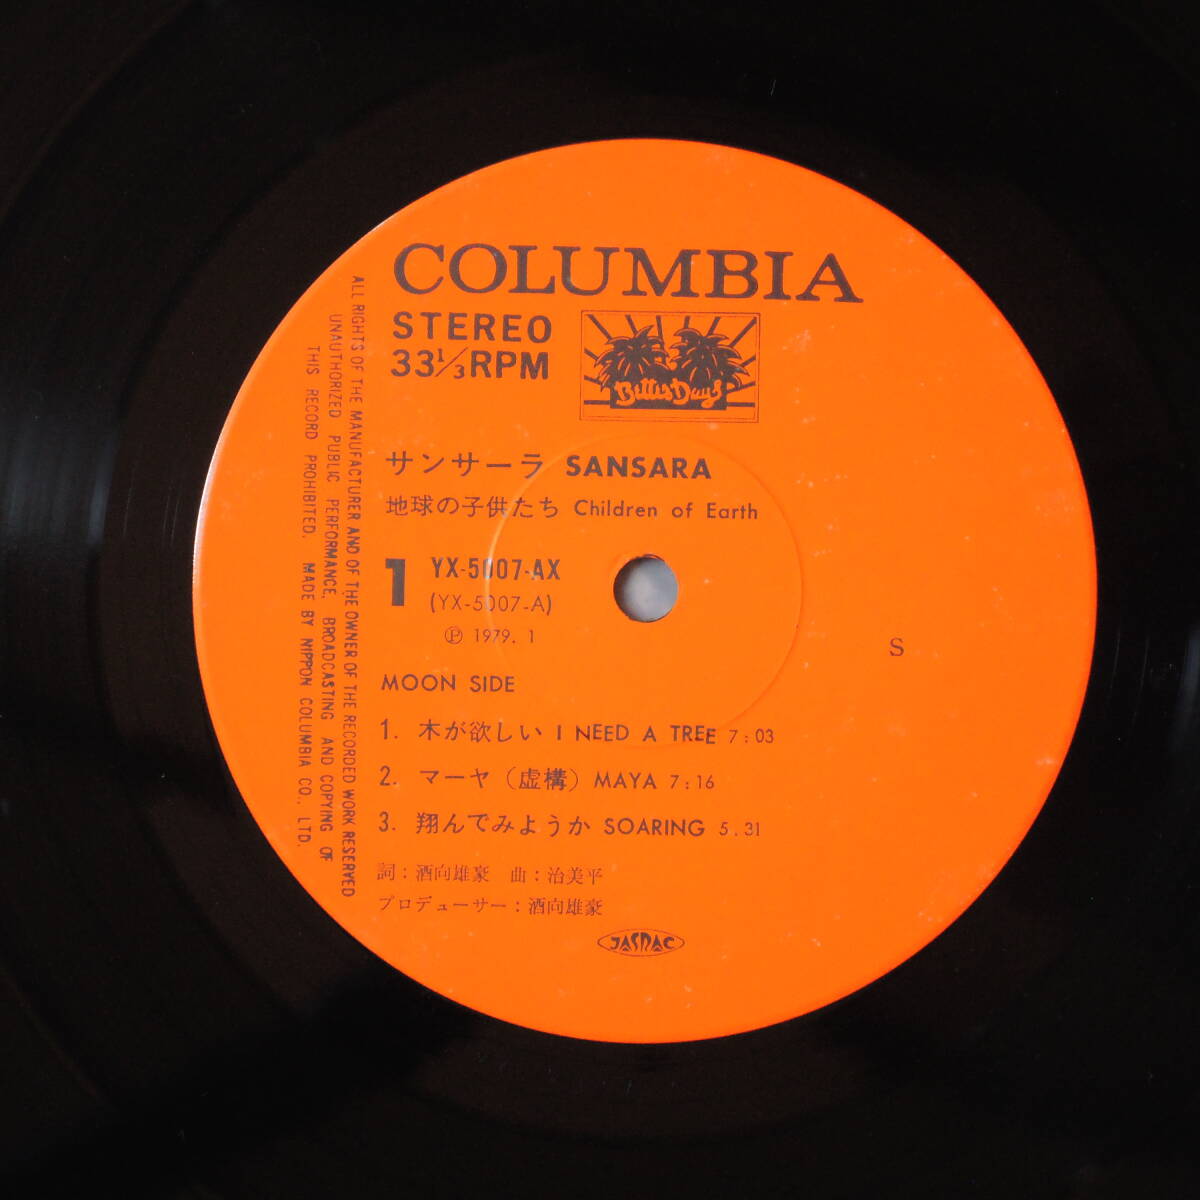 COLUMBIA
STEREO
33⅓RPM
Better Days
サンサーラ SANSARA
地球の子供たち Children of Earth
1 YX-5007-AX
(YX-5007-A)
Ⓟ 1979. 1
S
MOON SIDE
1. 木が欲しい I NEED A TREE 7:03
2. マーヤ（虚構）MAYA 7:16
3. 翔んでみようか SOARING 5.31
詞：酒向雄豪 曲：治美平
プロデューサー：酒向雄豪
JASRAC
ALL RIGHTS OF THE MANUFACTURER AND OF THE OWNER OF THE RECORDED WORK RESERVED
UNAUTHORIZED PUBLIC PERFORMANCE, BROADCASTING AND COPYING OF
THIS RECORD PROHIBITED. MADE BY NIPPON COLUMBIA CO., LTD.